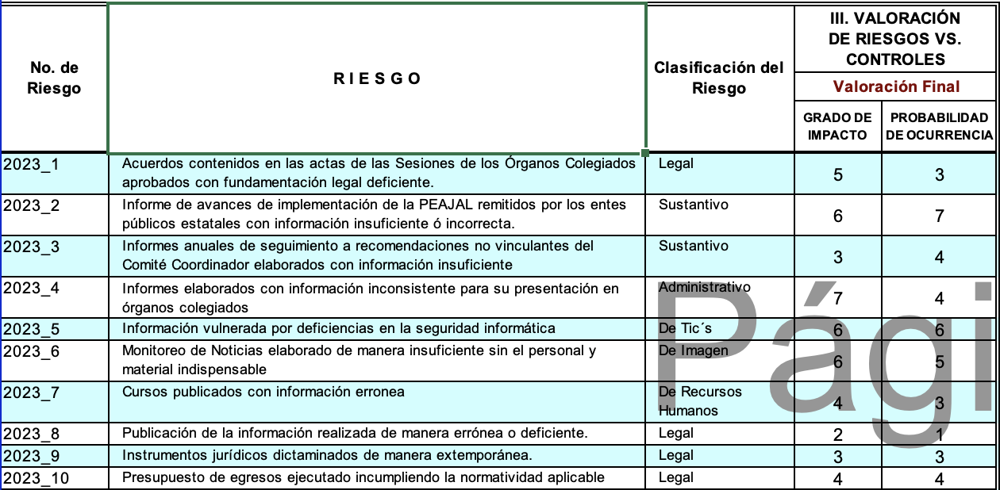 No. de
Riesgo
R I E S G O
Clasificación del
Riesgo
III. VALORACIÓN
DE RIESGOS VS.
CONTROLES
Valoración Final
GRADO DE
IMPACTO
PROBABILIDAD
DE OCURRENCIA
2023_1
Acuerdos contenidos en las actas de las Sesiones de los Órganos Colegiados
aprobados con fundamentación legal deficiente.
Legal
5
3
2023_2
Informe de avances de implementación de la PEAJAL remitidos por los entes
públicos estatales con información insuficiente ó incorrecta.
Sustantivo
6
7
2023_3
Informes anuales de seguimiento a recomendaciones no vinculantes del
Comité Coordinador elaborados con información insuficiente
Sustantivo
3
4
2023_4
Informes elaborados con información inconsistente para su presentación en
órganos colegiados
Administrativo
7
4
2023_5
Información vulnerada por deficiencias en la seguridad informática
De Tic´s
6
6
2023_6
Monitoreo de Noticias elaborado de manera insuficiente sin el personal y
material indispensable
De Imagen
6
5
2023_7
Cursos publicados con información erronea
De Recursos
Humanos
4
3
2023_8
Publicación de la información realizada de manera errónea o deficiente.
Legal
2
1
2023_9
Instrumentos jurídicos dictaminados de manera extemporánea.
Legal
3
3
2023_10
Presupuesto de egresos ejecutado incumpliendo la normatividad aplicable
Legal
4
4
Pági